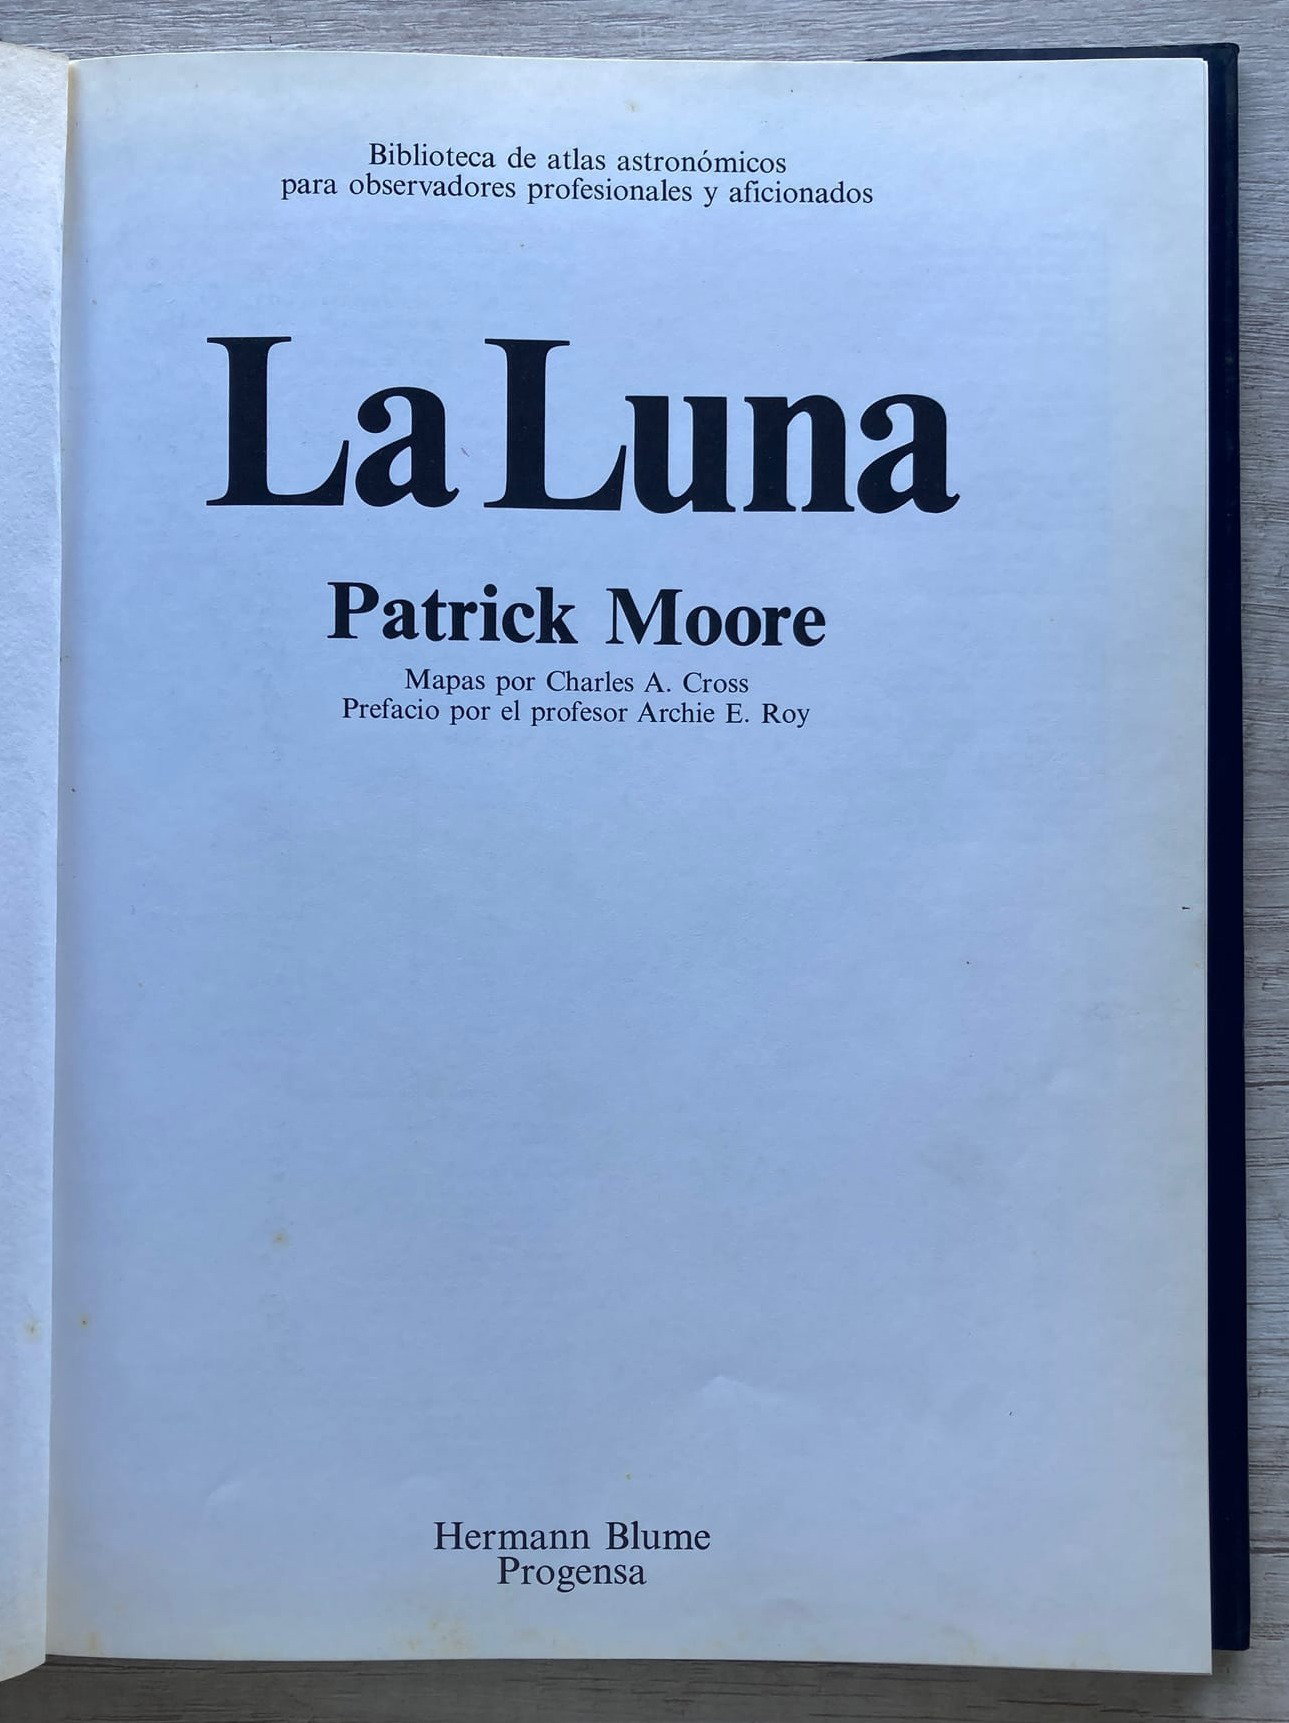 Biblioteca de atlas astronómicos
para observadores profesionales y aficionados
La Luna
Patrick Moore
Mapas por Charles A. Cross
Prefacio por el profesor Archie E. Roy
Hermann Blume
Progensa